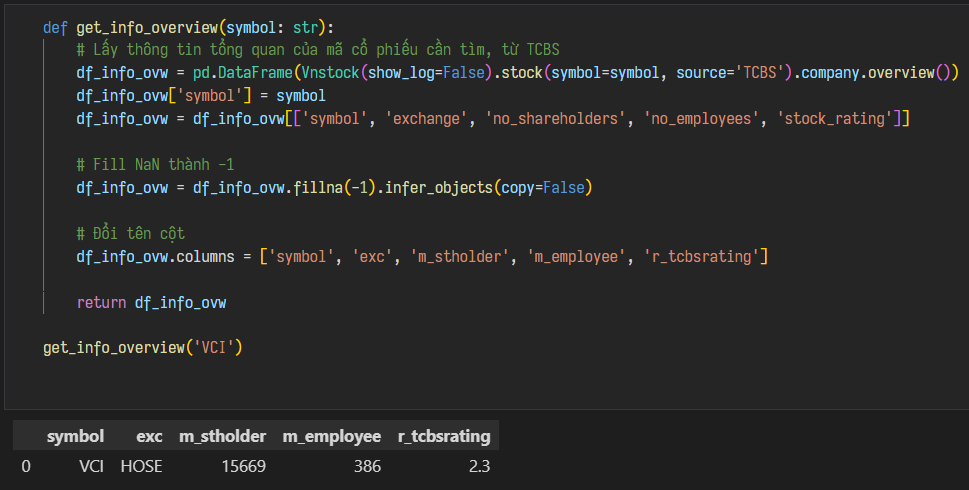 def get_info_overview(symbol: str):
# Lấy thông tin tổng quan của mã cổ phiếu cần tìm, từ TCBS
df_info_ovw = pd.DataFrame(Vnstock(show_log=False).stock(symbol=symbol, source='TCBS').company.overview())
df_info_ovw['symbol'] = symbol
df_info_ovw = df_info_ovw[['symbol', 'exchange', 'no_shareholders', 'no_employees', 'stock_rating']]
# Fill NaN thành -1
df_info_ovw = df_info_ovw.fillna(-1).infer_objects(copy=False)
# Đổi tên cột
df_info_ovw.columns = ['symbol', 'exc', 'm_stholder', 'm_employee', 'r_tcbsrating']
return df_info_ovw
get_info_overview('VCI')
symbol exc m_stholder m_employee r_tcbsrating
0 VCI HOSE 15669 386 2.3